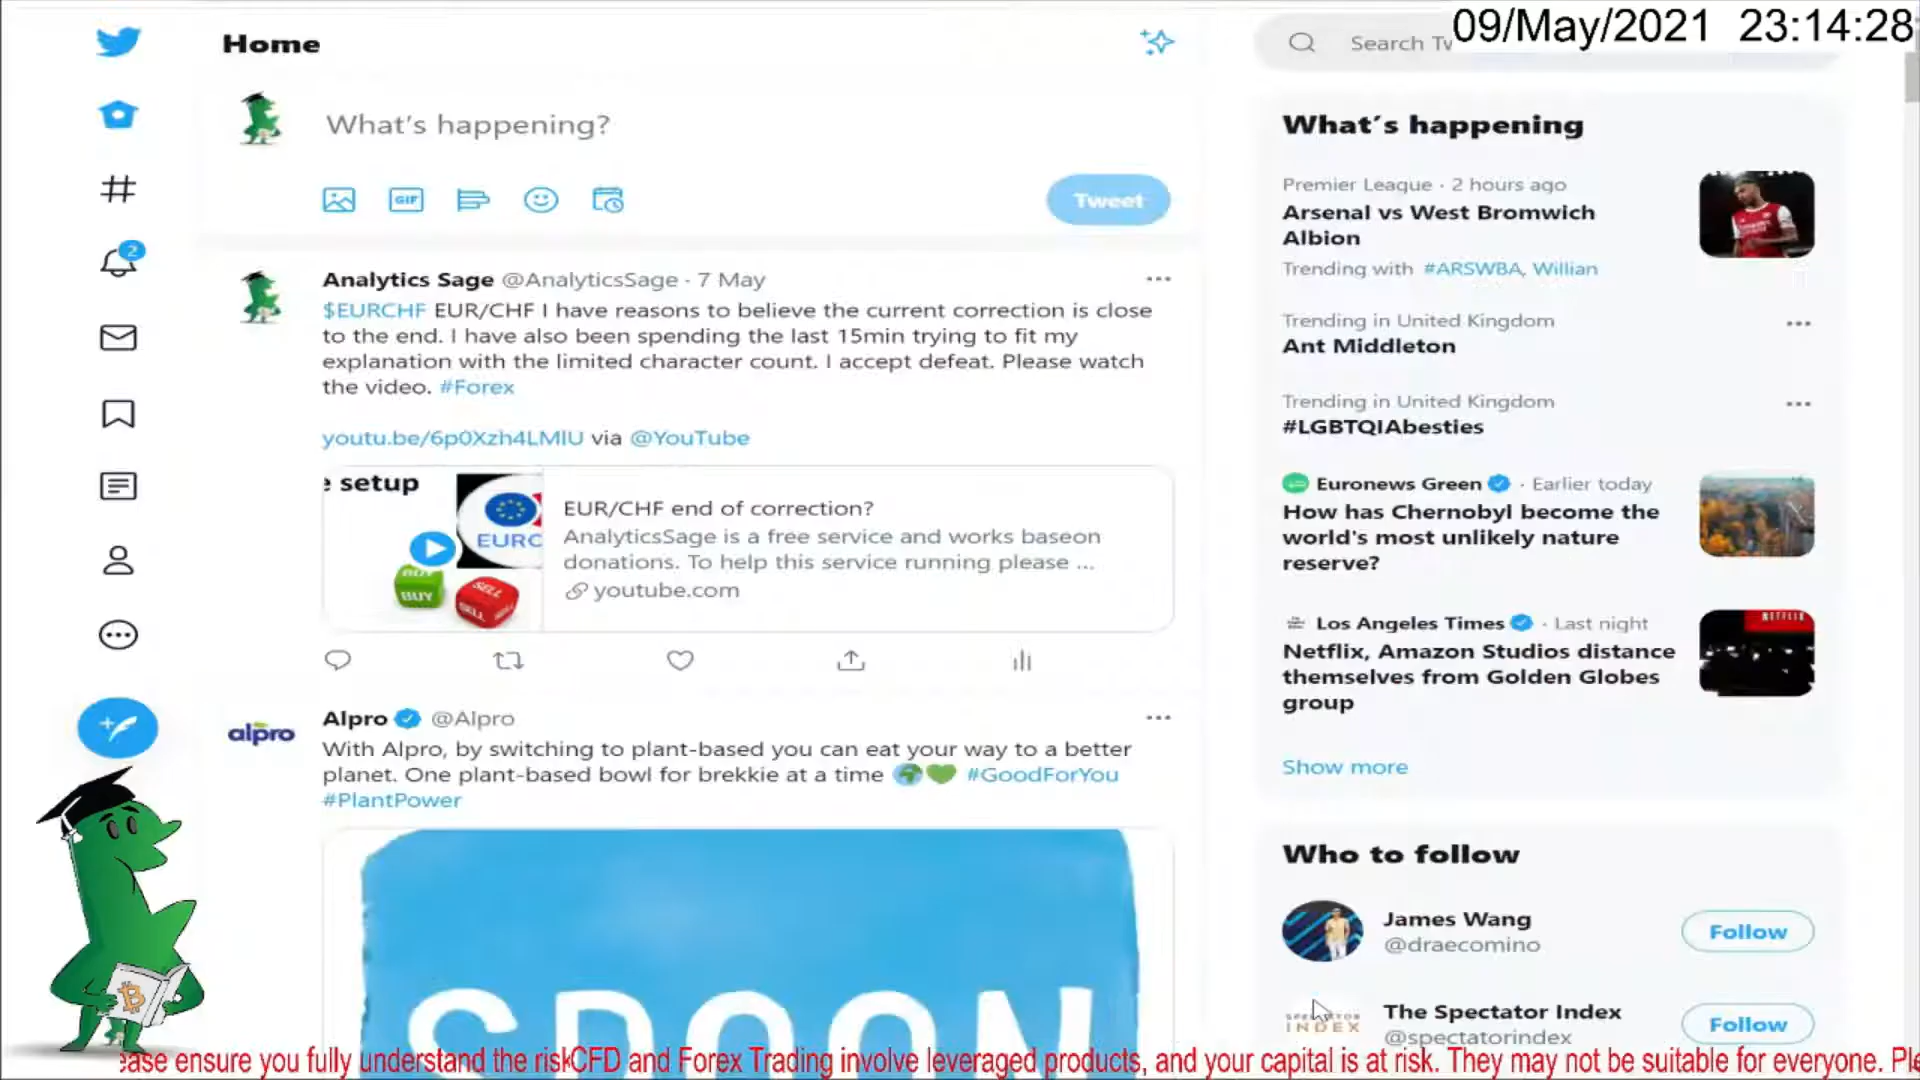 09/May/2021 23:14:28
Home
Search Tw
What's happening?
GIF
Tweet
2
Analytics Sage @AnalyticsSage · 7 May
$EURCHF EUR/CHF I have reasons to believe the current correction is close
to the end. I have also been spending the last 15min trying to fit my
explanation with the limited character count. I accept defeat. Please watch
the video. #Forex
youtu.be/6p0Xzh4LMlU via @YouTube
e setup
EURO
BUY
BUY
SELL
SELL
EUR/CHF end of correction?
AnalyticsSage is a free service and works baseon
donations. To help this service running please ...
youtube.com
alpro
Alpro @Alpro
With Alpro, by switching to plant-based you can eat your way to a better
planet. One plant-based bowl for brekkie at a time #GoodForYou
#PlantPower
SPOON
What's happening
Premier League · 2 hours ago
Arsenal vs West Bromwich
Albion
Trending with #ARSWBA, Willian
Trending in United Kingdom
Ant Middleton
Trending in United Kingdom
#LGBTQIAbesties
Euronews Green · Earlier today
How has Chernobyl become the
world's most unlikely nature
reserve?
Los Angeles Times · Last night
Netflix, Amazon Studios distance
themselves from Golden Globes
group
NETFLIX
Show more
Who to follow
James Wang
@draecomino
Follow
SPECTATOR
INDEX
The Spectator Index
@spectatorindex
Follow
ease ensure you fully understand the riskCFD and Forex Trading involve leveraged products, and your capital is at risk. They may not be suitable for everyone. Ple